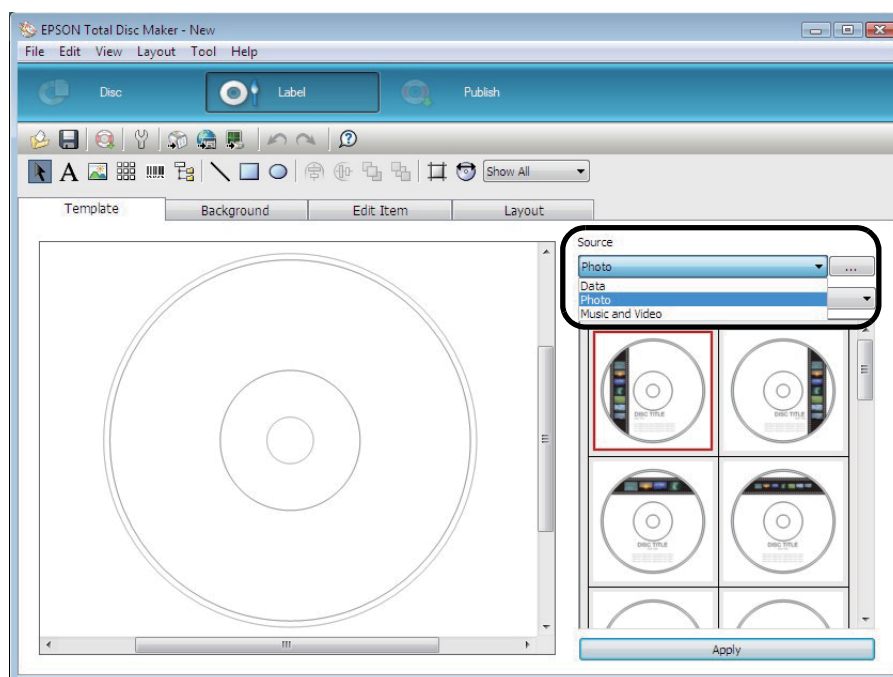 EPSON Total Disc Maker - New
File Edit View Layout Tool Help
Disc Label Publish
A Show All
Template Background Edit Item Layout
Source
Photo ...
Data
Photo
Music and Video
DISC TITLE
DISC TITLE
DISC TITLE
DISC TITLE
Apply